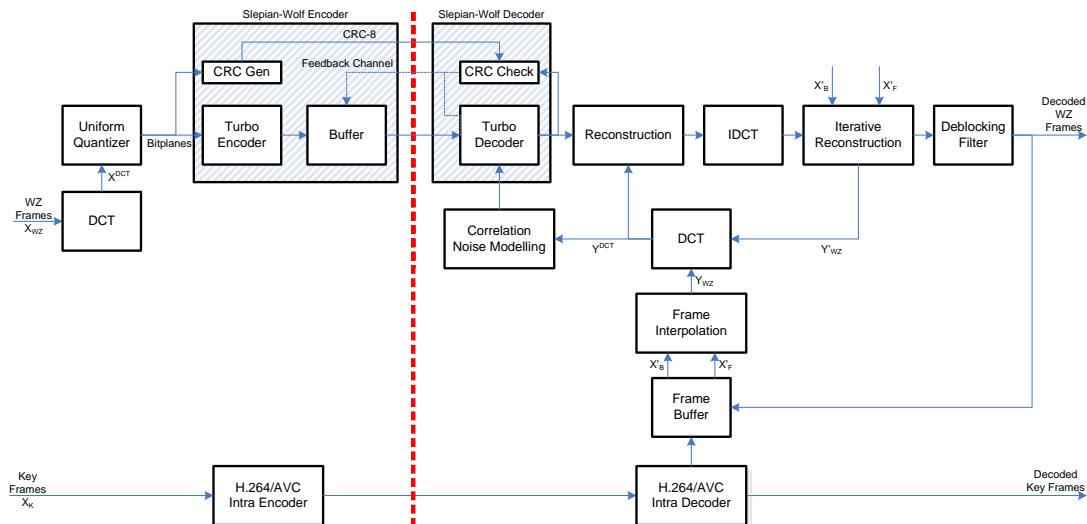 Slepian-Wolf Encoder
Slepian-Wolf Decoder
CRC-8
CRC Gen
Feedback Channel
CRC Check
X'B
X'F
Decoded
WZ
Frames
Uniform
Quantizer
Bitplanes
Turbo
Encoder
Buffer
Turbo
Decoder
Reconstruction
IDCT
Iterative
Reconstruction
Deblocking
Filter
XDCT
WZ
Frames
XWZ
DCT
Correlation
Noise Modelling
YDCT
DCT
Y'WZ
YWZ
Frame
Interpolation
X'B
X'F
Frame
Buffer
Key
Frames
XK
H.264/AVC
Intra Encoder
H.264/AVC
Intra Decoder
Decoded
Key Frames